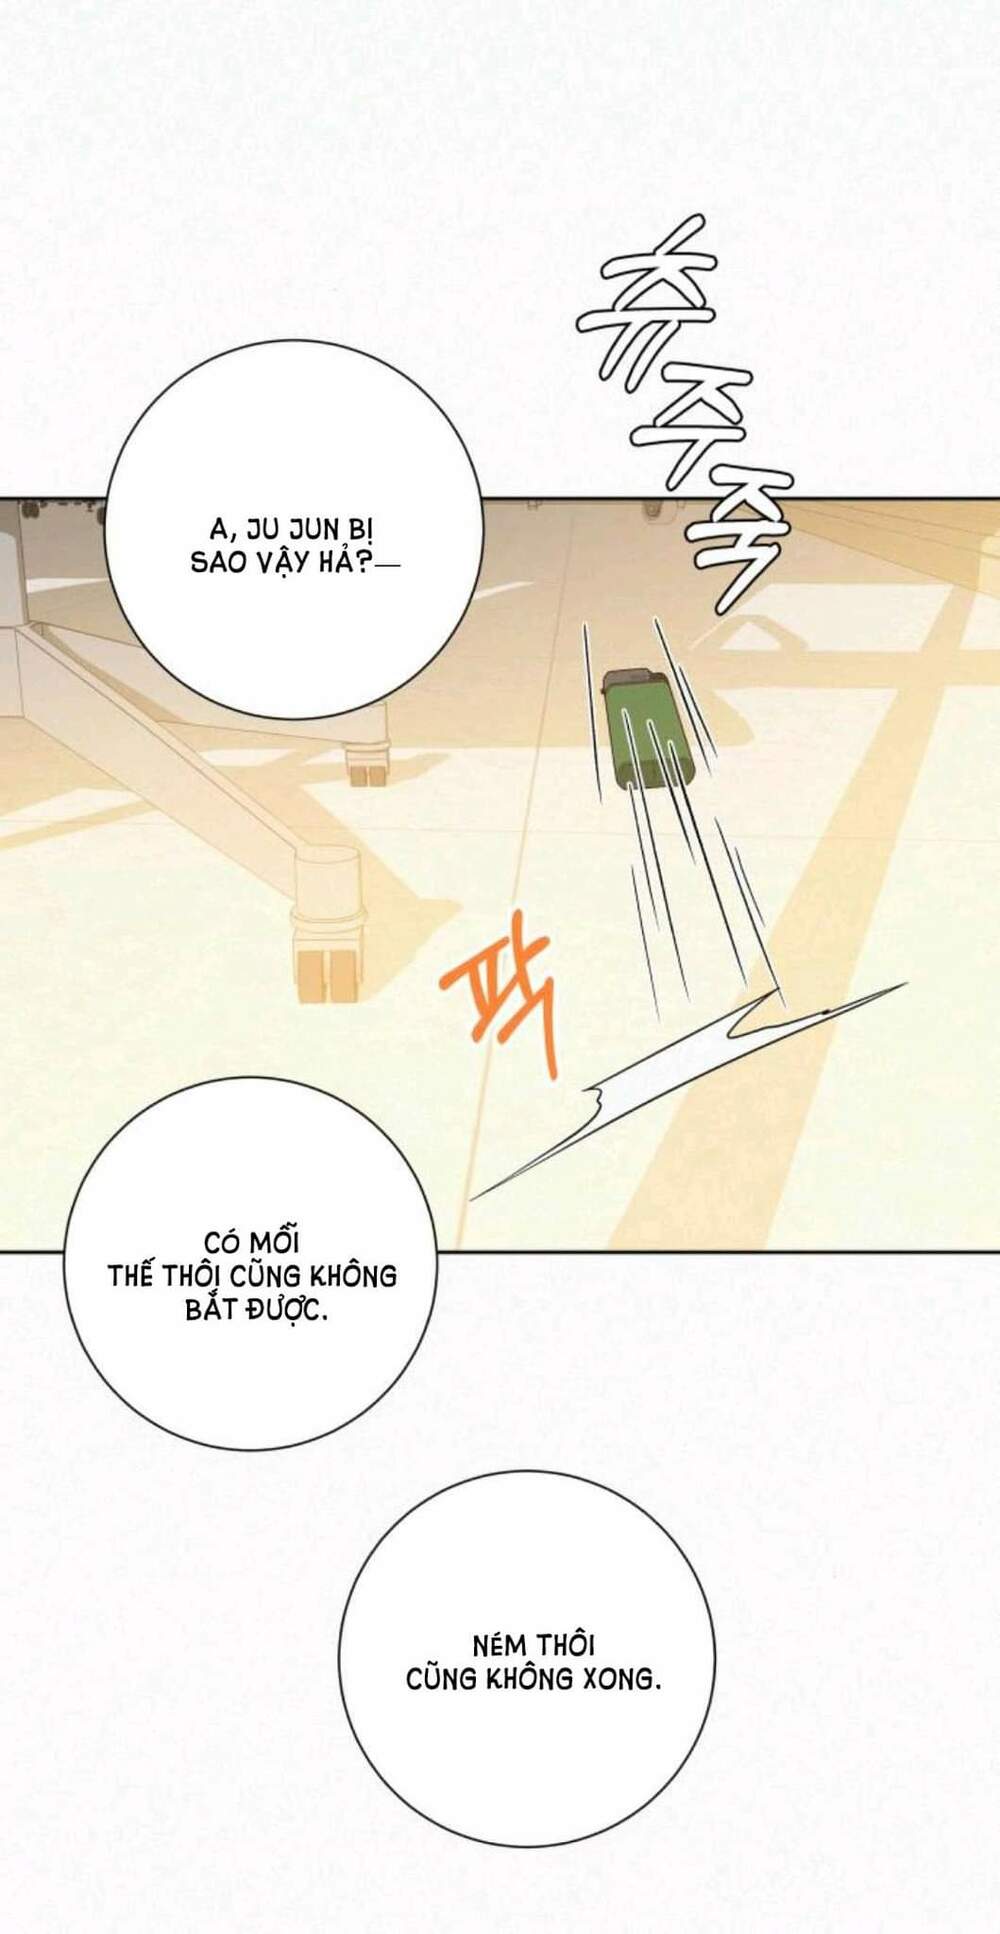 츄
주
죽
A, JU JUN BỊ
SAO VẬY HẢ?—
팍
CÓ MỖI
THẾ THÔI CŨNG KHÔNG
BẮT ĐƯỢC.
NÉM THÔI
CŨNG KHÔNG XONG.